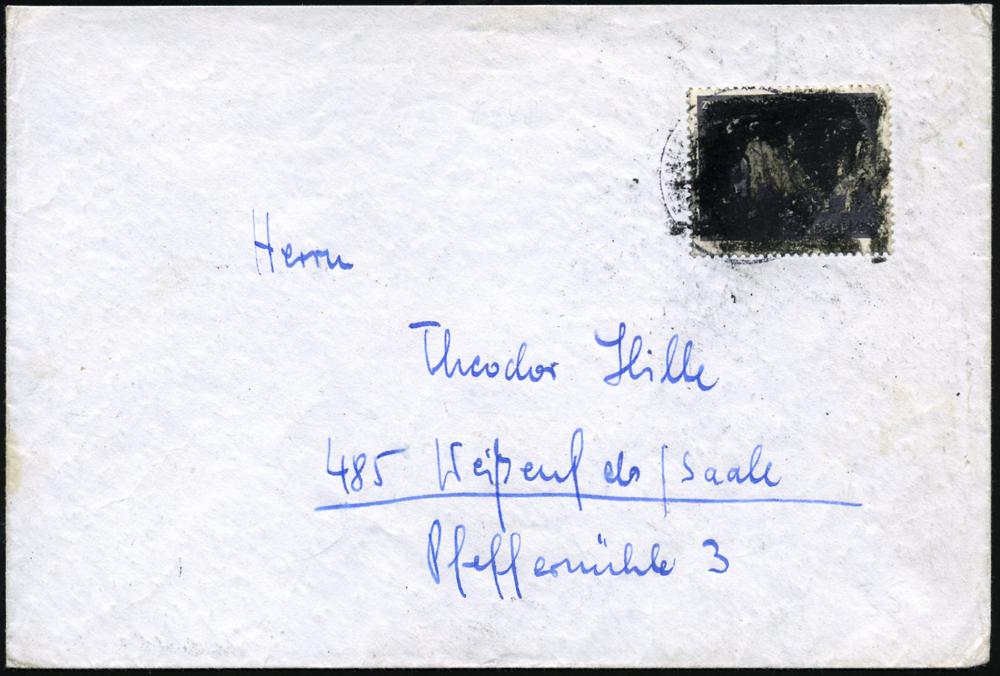 Herrn
Theodor Hille
485 Weißenfels / Saale
Pfeffermühle 3